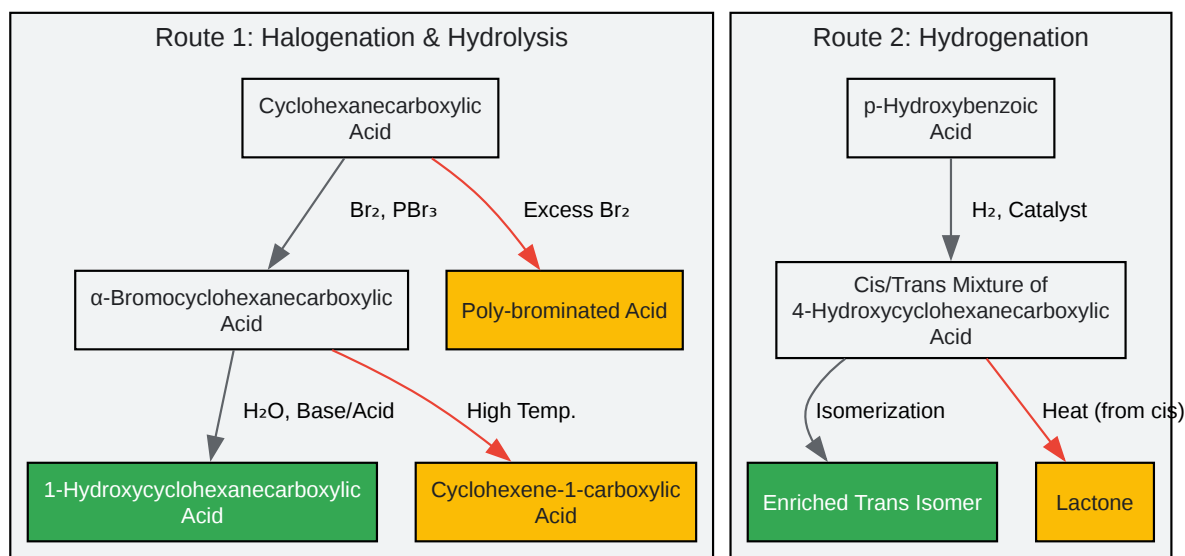 Route 1: Halogenation & Hydrolysis
Cyclohexanecarboxylic
Acid
Br₂, PBr₃
Excess Br₂
α-Bromocyclohexanecarboxylic
Acid
Poly-brominated Acid
H₂O, Base/Acid
High Temp.
1-Hydroxycyclohexanecarboxylic
Acid
Cyclohexene-1-carboxylic
Acid
Route 2: Hydrogenation
p-Hydroxybenzoic
Acid
H₂, Catalyst
Cis/Trans Mixture of
4-Hydroxycyclohexanecarboxylic
Acid
Isomerization
Heat (from cis)
Enriched Trans Isomer
Lactone